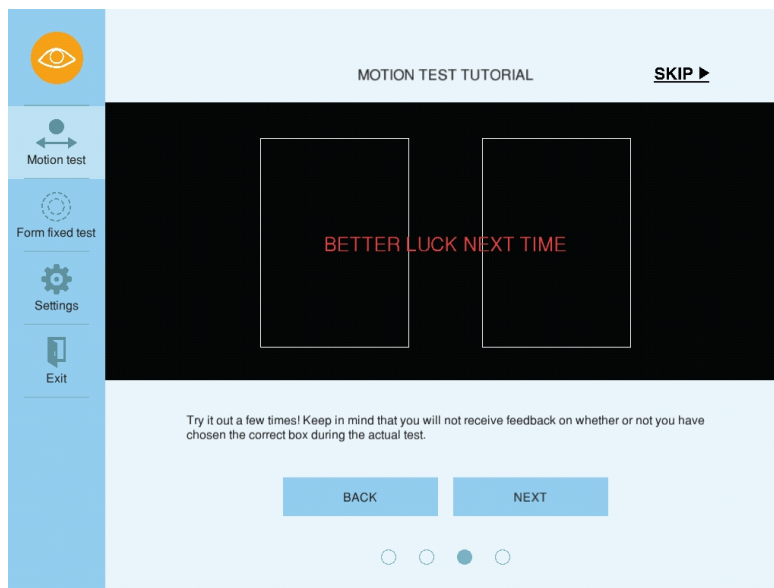 MOTION TEST TUTORIAL
SKIP
Motion test
Form fixed test
Settings
Exit
BETTER LUCK NEXT TIME
Try it out a few times! Keep in mind that you will not receive feedback on whether or not you have
chosen the correct box during the actual test.
BACK
NEXT